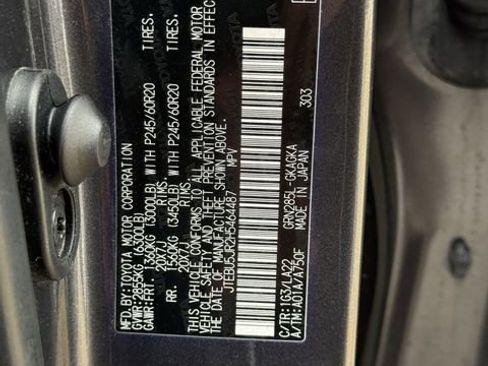 MFD.BY:TOYOTA MOTOR CORPORATION
GVWR:2855KG (6300LB)
GAWR:FRT. 1365KG (3000LB) WITH P245/60R20 TIRES,
20X7J RIMS,
RR. 1565KG (3450LB) WITH P245/60R20 TIRES,
20X7J RIMS,
THIS VEHICLE CONFORMS TO ALL APPLICABLE FEDERAL MOTOR
VEHICLE SAFETY AND THEFT PREVENTION STANDARDS IN EFFECT
ON THE DATE OF MANUFACTURE SHOWN ABOVE.
JTEBU5JR2H5464487 MPV
C/TR:1G3/LA22 GRN285L-GKAGKA
A/TM:A01A/A750F MADE IN JAPAN
303